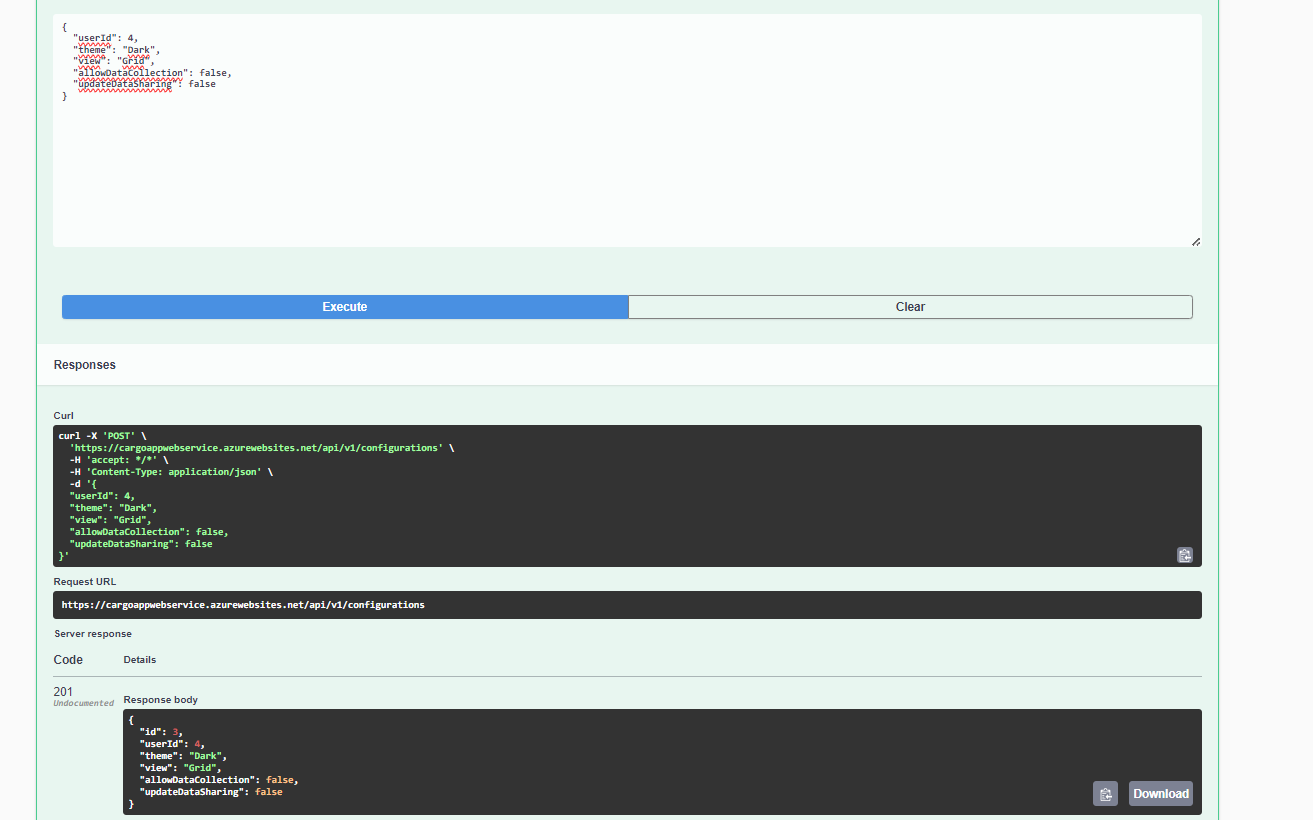 {
  "userId": 4,
  "theme": "Dark",
  "view": "Grid",
  "allowDataCollection": false,
  "updateDataSharing": false
}
Execute
Clear
Responses
Curl
curl -X 'POST' \
  'https://cargoappwebservice.azurewebsites.net/api/v1/configurations' \
  -H 'accept: */*' \
  -H 'Content-Type: application/json' \
  -d '{
  "userId": 4,
  "theme": "Dark",
  "view": "Grid",
  "allowDataCollection": false,
  "updateDataSharing": false
}'
Request URL
https://cargoappwebservice.azurewebsites.net/api/v1/configurations
Server response
Code Details
201
Undocumented
Response body
{
  "id": 3,
  "userId": 4,
  "theme": "Dark",
  "view": "Grid",
  "allowDataCollection": false,
  "updateDataSharing": false
}
Download